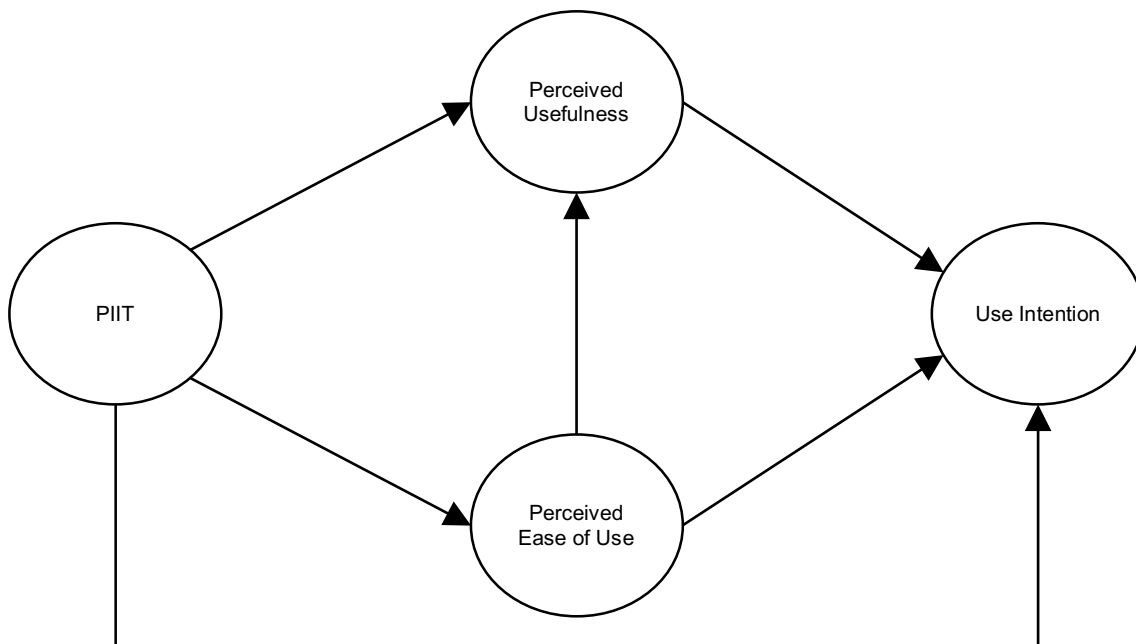 Perceived
Usefulness
PIIT
Use Intention
Perceived
Ease of Use